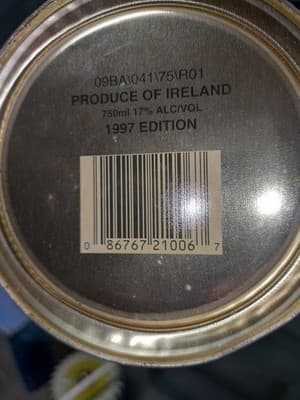 09BA\041\75\R01
PRODUCE OF IRELAND
750ml 17% ALC/VOL
1997 EDITION
0 86767 21006 7